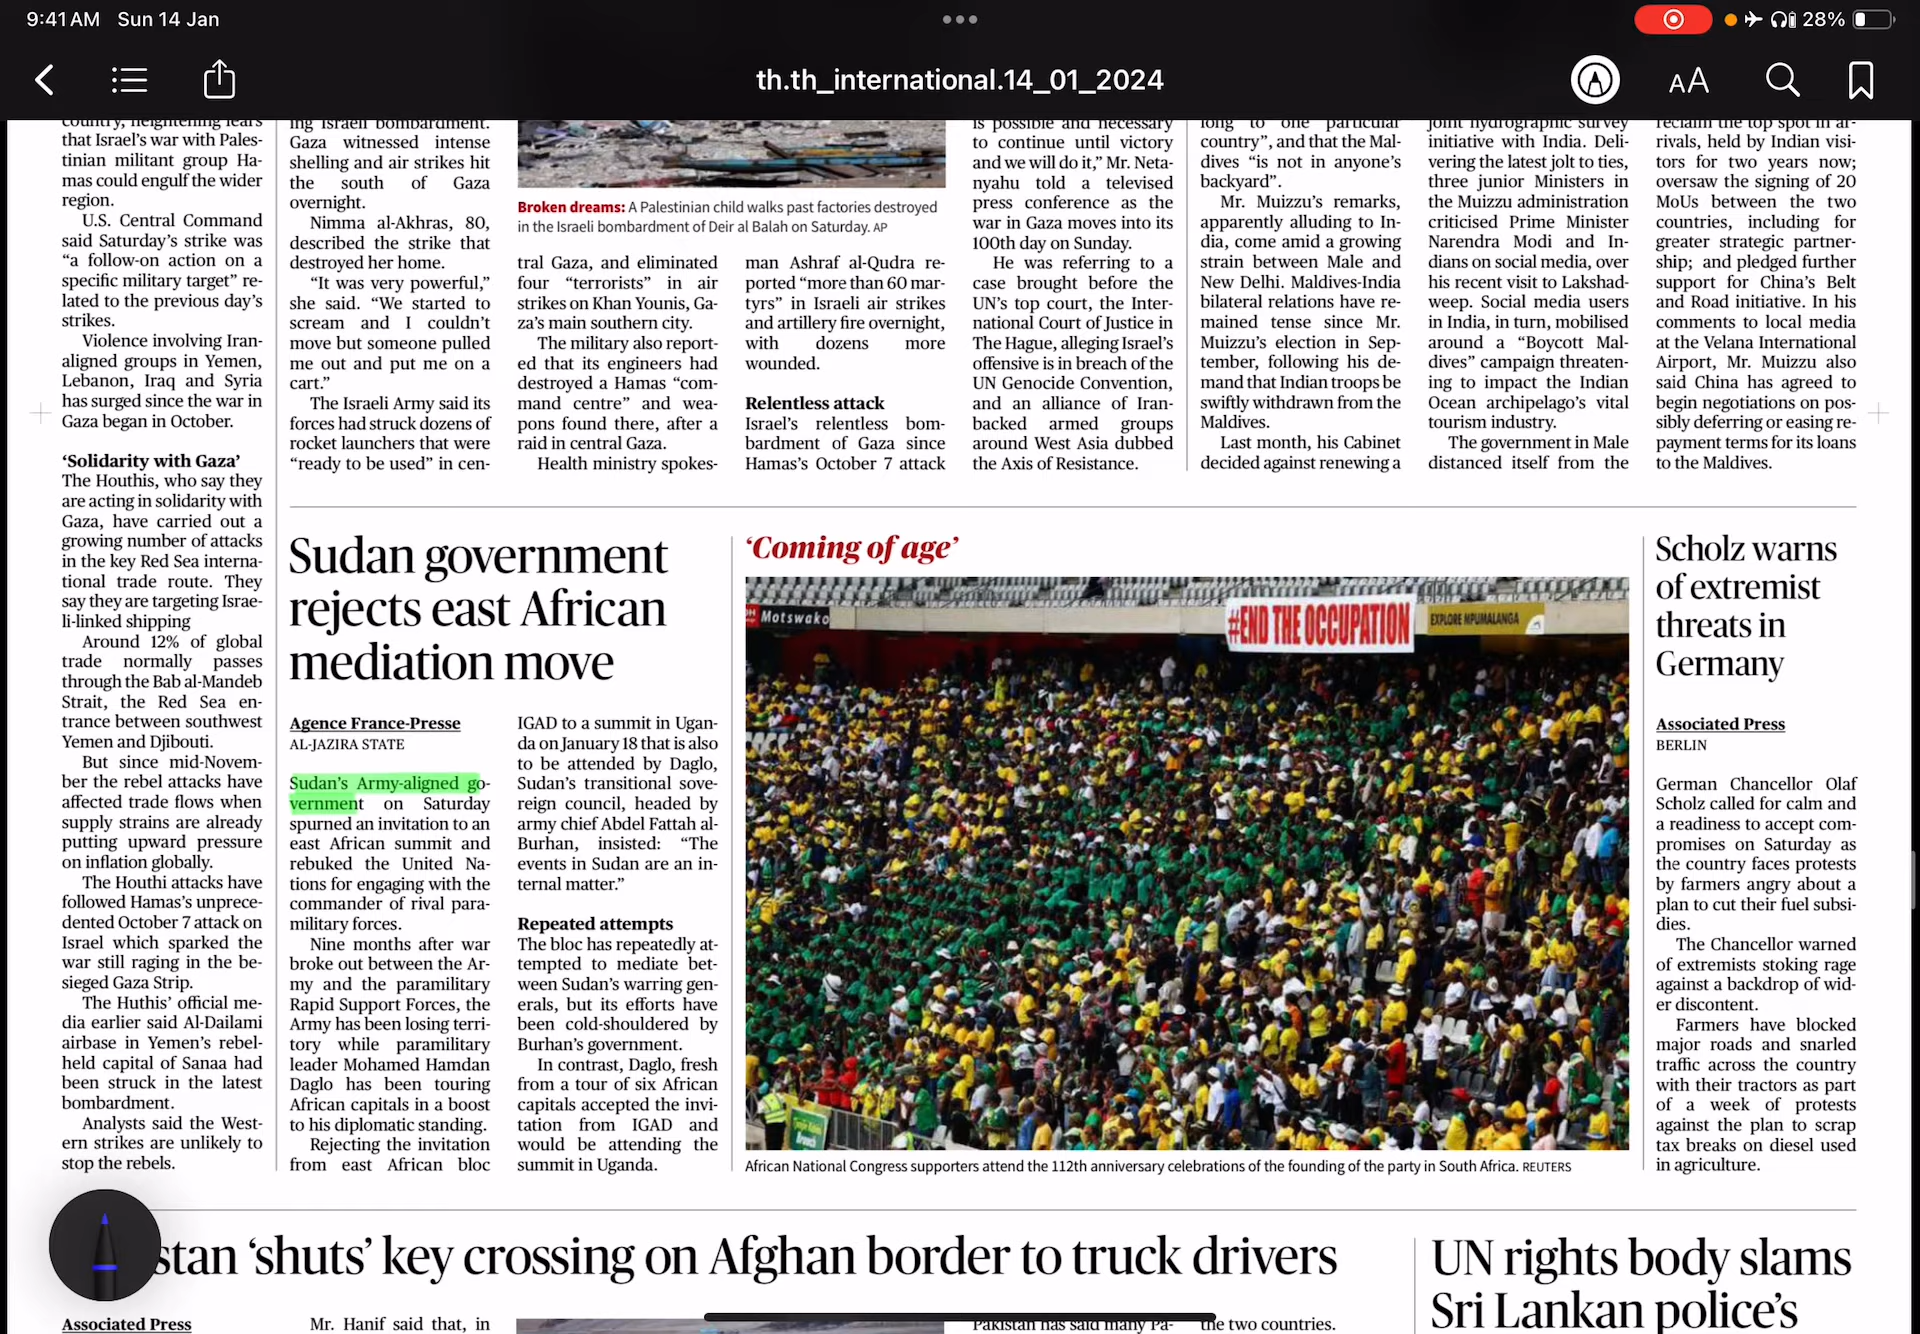 9:41 AM Sun 14 Jan
28%
th.th_international.14_01_2024
AA
country, heightening fears
that Israel's war with Pales-
tinian militant group Ha-
mas could engulf the wider
region.
U.S. Central Command
said Saturday's strike was
“a follow-on action on a
specific military target” re-
lated to the previous day's
strikes.
Violence involving Iran-
aligned groups in Yemen,
Lebanon, Iraq and Syria
has surged since the war in
Gaza began in October.
‘Solidarity with Gaza’
The Houthis, who say they
are acting in solidarity with
Gaza, have carried out a
growing number of attacks
in the key Red Sea interna-
tional trade route. They
say they are targeting Israe-
li-linked shipping
Around 12% of global
trade normally passes
through the Bab al-Mandeb
Strait, the Red Sea en-
trance between southwest
Yemen and Djibouti.
But since mid-Novem-
ber the rebel attacks have
affected trade flows when
supply strains are already
putting upward pressure
on inflation globally.
The Houthi attacks have
followed Hamas's unprece-
dented October 7 attack on
Israel which sparked the
war still raging in the be-
sieged Gaza Strip.
The Huthis' official me-
dia earlier said Al-Dailami
airbase in Yemen's rebel-
held capital of Sanaa had
been struck in the latest
bombardment.
Analysts said the West-
ern strikes are unlikely to
stop the rebels.
ing Israeli bombardment.
Gaza witnessed intense
shelling and air strikes hit
the south of Gaza
overnight.
Nimma al-Akhras, 80,
described the strike that
destroyed her home.
“It was very powerful,”
she said. “We started to
scream and I couldn't
move but someone pulled
me out and put me on a
cart.”
The Israeli Army said its
forces had struck dozens of
rocket launchers that were
“ready to be used” in cen-
Broken dreams: A Palestinian child walks past factories destroyed
in the Israeli bombardment of Deir al Balah on Saturday. AP
tral Gaza, and eliminated
four “terrorists” in air
strikes on Khan Younis, Ga-
za's main southern city.
The military also report-
ed that its engineers had
destroyed a Hamas “com-
mand centre” and wea-
pons found there, after a
raid in central Gaza.
Health ministry spokes-
man Ashraf al-Qudra re-
ported “more than 60 mar-
tyrs” in Israeli air strikes
and artillery fire overnight,
with dozens more
wounded.
Relentless attack
Israel's relentless bom-
bardment of Gaza since
Hamas's October 7 attack
is possible and necessary
to continue until victory
and we will do it,” Mr. Neta-
nyahu told a televised
press conference as the
war in Gaza moves into its
100th day on Sunday.
He was referring to a
case brought before the
UN's top court, the Inter-
national Court of Justice in
The Hague, alleging Israel's
offensive is in breach of the
UN Genocide Convention,
and an alliance of Iran-
backed armed groups
around West Asia dubbed
the Axis of Resistance.
long to one particular
country”, and that the Mal-
dives “is not in anyone's
backyard”.
Mr. Muizzu's remarks,
apparently alluding to In-
dia, come amid a growing
strain between Male and
New Delhi. Maldives-India
bilateral relations have re-
mained tense since Mr.
Muizzu's election in Sep-
tember, following his de-
mand that Indian troops be
swiftly withdrawn from the
Maldives.
Last month, his Cabinet
decided against renewing a
joint hydrographic survey
initiative with India. Deli-
vering the latest jolt to ties,
three junior Ministers in
the Muizzu administration
criticised Prime Minister
Narendra Modi and In-
dians on social media, over
his recent visit to Lakshad-
weep. Social media users
in India, in turn, mobilised
around a “Boycott Mal-
dives” campaign threaten-
ing to impact the Indian
Ocean archipelago's vital
tourism industry.
The government in Male
distanced itself from the
reclaim the top spot in ar-
rivals, held by Indian visi-
tors for two years now;
oversaw the signing of 20
MoUs between the two
countries, including for
greater strategic partner-
ship; and pledged further
support for China's Belt
and Road initiative. In his
comments to local media
at the Velana International
Airport, Mr. Muizzu also
said China has agreed to
begin negotiations on pos-
sibly deferring or easing re-
payment terms for its loans
to the Maldives.
Sudan government
rejects east African
mediation move
Agence France-Presse
AL-JAZIRA STATE
Sudan's Army-aligned go-
vernment on Saturday
spurned an invitation to an
east African summit and
rebuked the United Na-
tions for engaging with the
commander of rival para-
military forces.
Nine months after war
broke out between the Ar-
my and the paramilitary
Rapid Support Forces, the
Army has been losing terri-
tory while paramilitary
leader Mohamed Hamdan
Daglo has been touring
African capitals in a boost
to his diplomatic standing.
Rejecting the invitation
from east African bloc
IGAD to a summit in Ugan-
da on January 18 that is also
to be attended by Daglo,
Sudan's transitional sove-
reign council, headed by
army chief Abdel Fattah al-
Burhan, insisted: “The
events in Sudan are an in-
ternal matter.”
Repeated attempts
The bloc has repeatedly at-
tempted to mediate bet-
ween Sudan's warring gen-
erals, but its efforts have
been cold-shouldered by
Burhan's government.
In contrast, Daglo, fresh
from a tour of six African
capitals accepted the invi-
tation from IGAD and
would be attending the
summit in Uganda.
‘Coming of age’
Motswako
#END THE OCCUPATION
EXPLORE MPUMALANGA
African National Congress supporters attend the 112th anniversary celebrations of the founding of the party in South Africa. REUTERS
Scholz warns
of extremist
threats in
Germany
Associated Press
BERLIN
German Chancellor Olaf
Scholz called for calm and
a readiness to accept com-
promises on Saturday as
the country faces protests
by farmers angry about a
plan to cut their fuel subsi-
dies.
The Chancellor warned
of extremists stoking rage
against a backdrop of wid-
er discontent.
Farmers have blocked
major roads and snarled
traffic across the country
with their tractors as part
of a week of protests
against the plan to scrap
tax breaks on diesel used
in agriculture.
stan ‘shuts’ key crossing on Afghan border to truck drivers
Associated Press
Mr. Hanif said that, in
Pakistan has said many Pa-
the two countries.
UN rights body slams
Sri Lankan police's